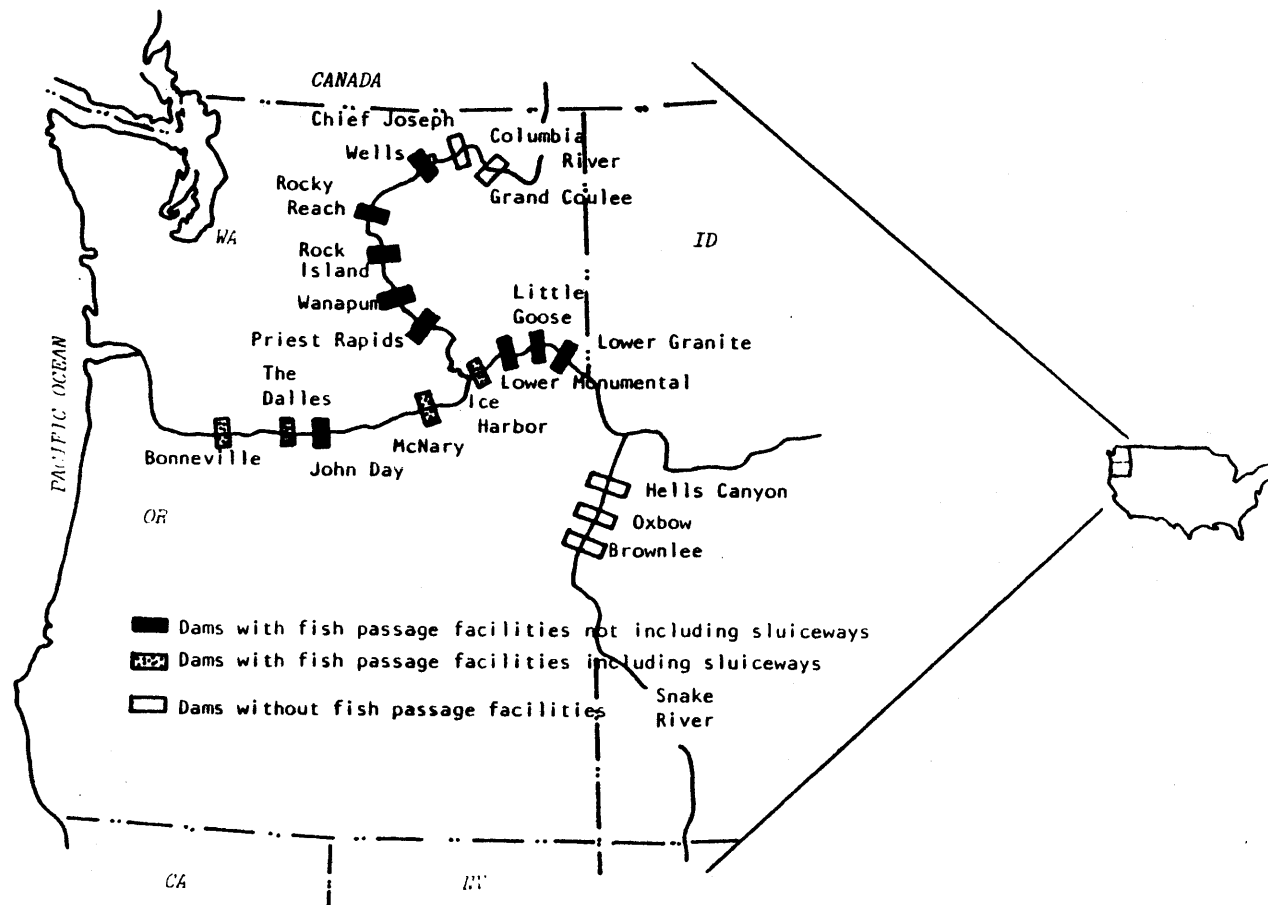 CANADA
Chief Joseph
Columbia
River
Wells
Grand Coulee
Rocky
Reach
WA
ID
Rock
Island
Wanapum
Little
Goose
Priest Rapids
Lower Granite
PACIFIC OCEAN
The
Dalles
Lower Monumental
Ice
Harbor
McNary
Bonneville
John Day
Hells Canyon
Oxbow
Brownlee
OR
Dams with fish passage facilities not including sluiceways
Dams with fish passage facilities including sluiceways
Dams without fish passage facilities
Snake
River
CA
NV